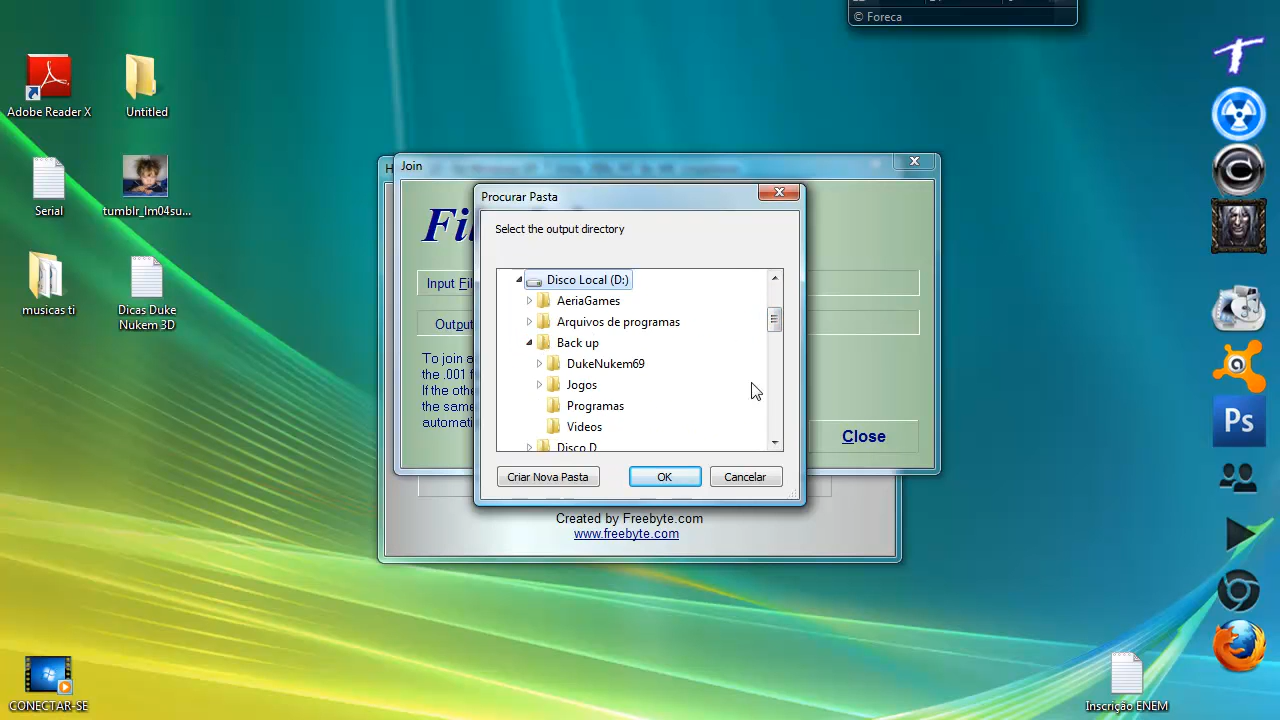 © Foreca
Adobe Reader X
Untitled
Serial
tumblr_lm04su...
musicas ti
Dicas Duke
Nukem 3D
CONECTAR-SE
Inscrição ENEM
Ps
Join
Input
Output
To join a
the .001
If the othe
the same
automati
Close
Created by Freebyte.com
www.freebyte.com
Procurar Pasta
Select the output directory
Disco Local (D:)
AeriaGames
Arquivos de programas
Back up
DukeNukem69
Jogos
Programas
Videos
Disco D
Criar Nova Pasta
OK
Cancelar